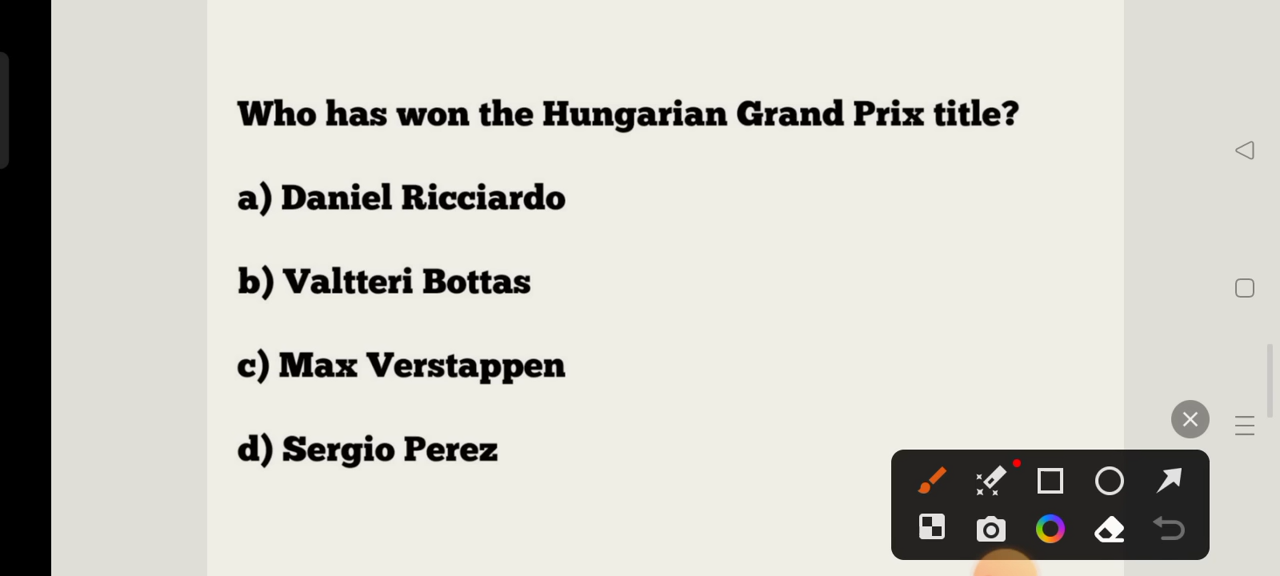 Who has won the Hungarian Grand Prix title?
a) Daniel Ricciardo
b) Valtteri Bottas
c) Max Verstappen
d) Sergio Perez